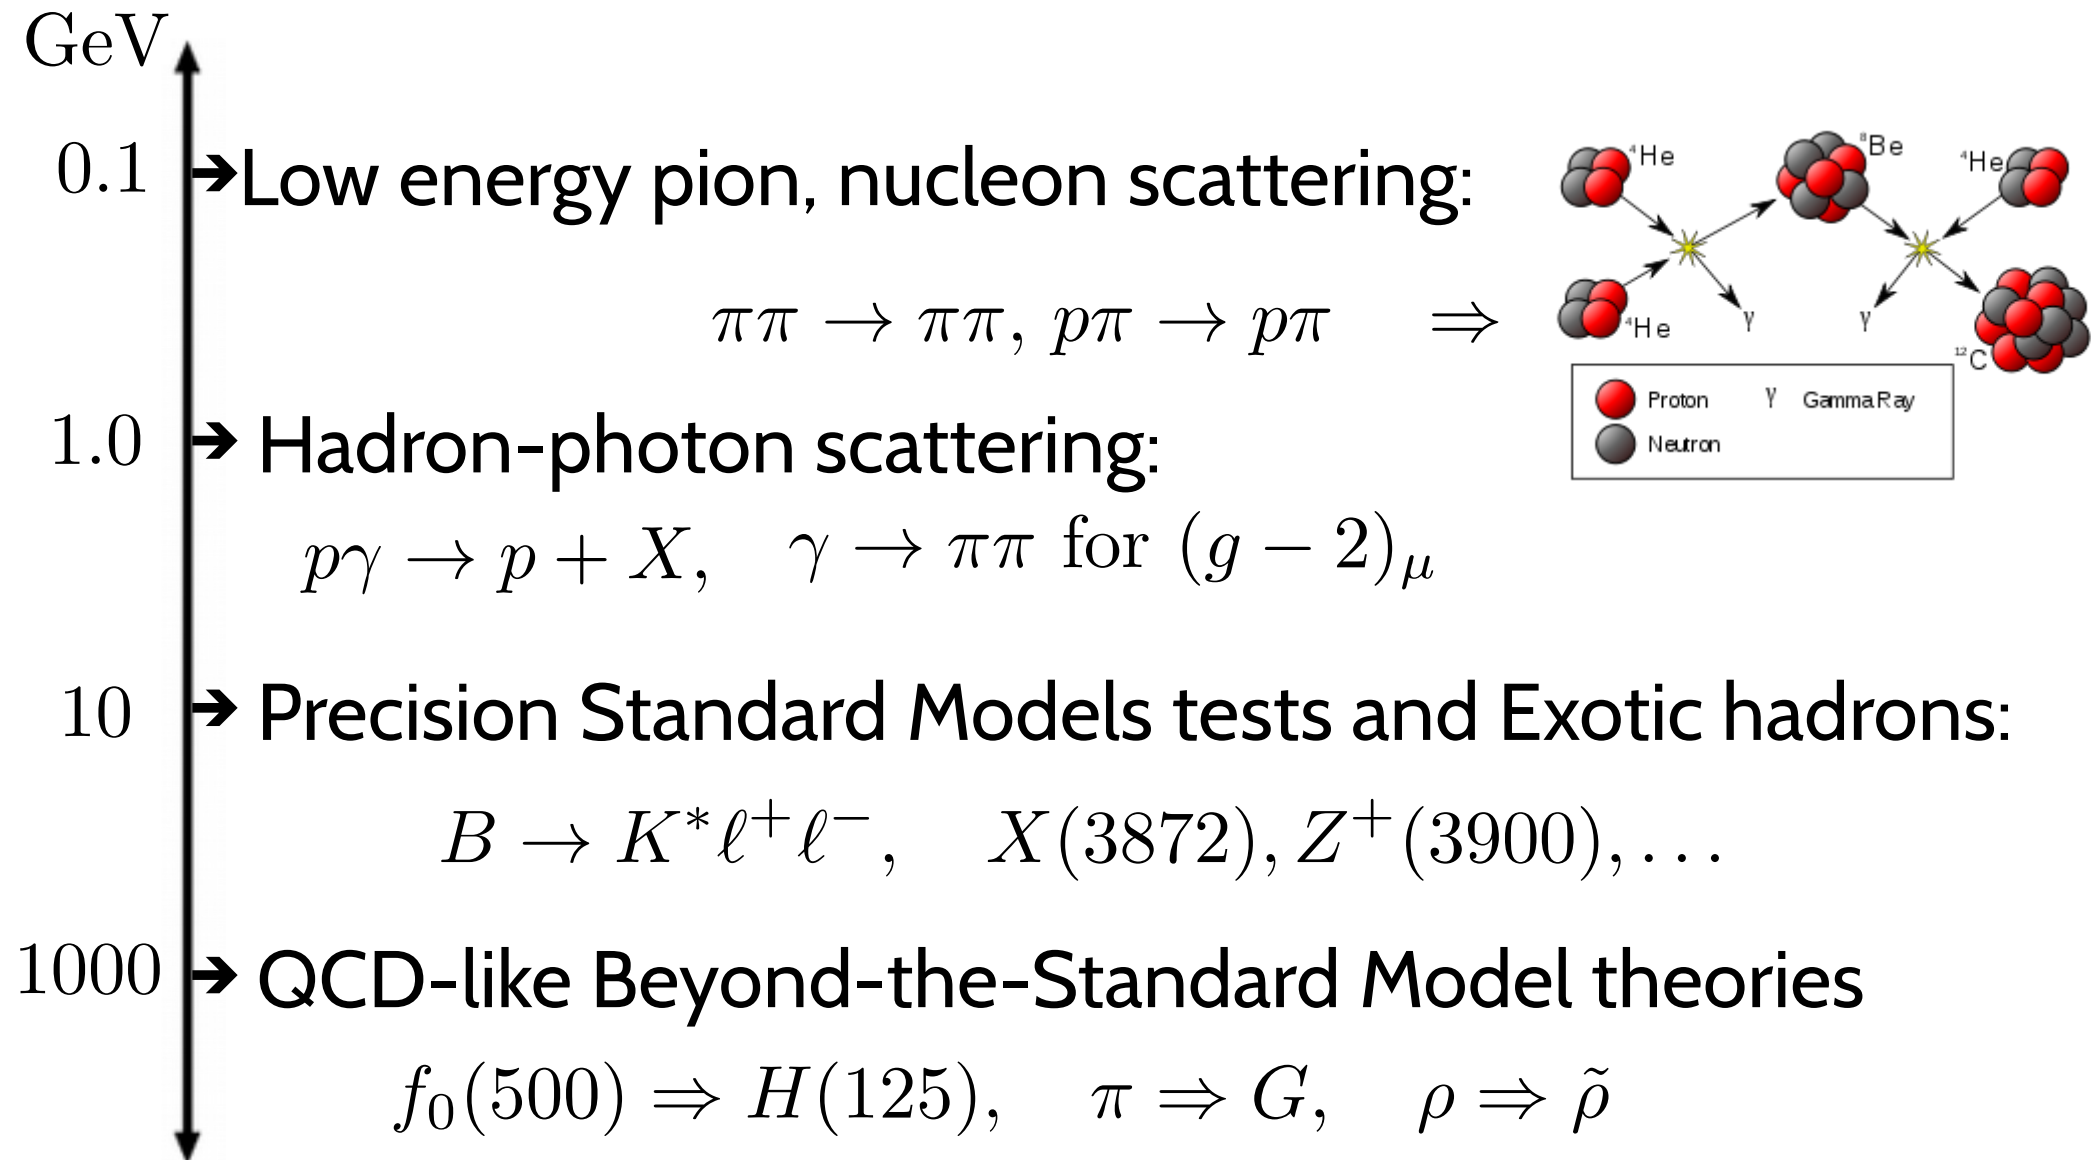 GeV
0.1 ➔Low energy pion, nucleon scattering:
ππ → ππ, pπ → pπ ⇒
⁴He
⁸Be
⁴He
⁴He
γ
γ
¹²C
Proton γ Gamma Ray
Neutron
1.0 ➔ Hadron-photon scattering:
pγ → p + X, γ → ππ for (g − 2)_μ
10 ➔ Precision Standard Models tests and Exotic hadrons:
B → K*ℓ⁺ℓ⁻, X(3872), Z⁺(3900), . . .
1000 ➔ QCD-like Beyond-the-Standard Model theories
f₀(500) ⇒ H(125), π ⇒ G, ρ ⇒ ρ̃